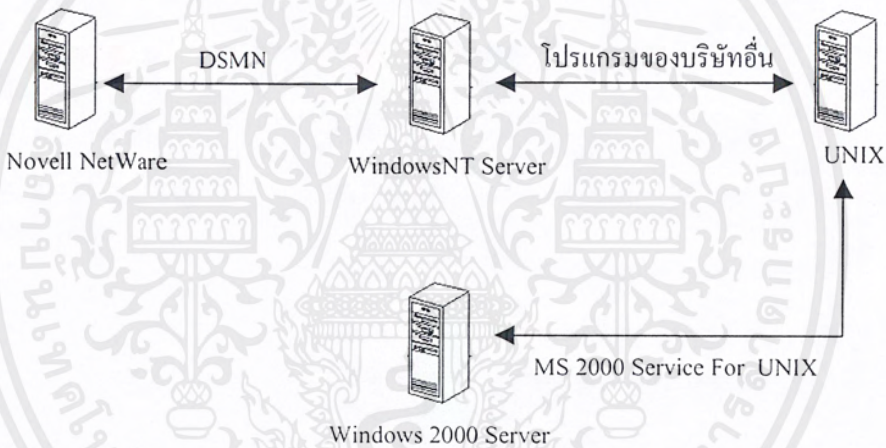 DSMN
โปรแกรมของบริษัทอื่น
Novell NetWare
WindowsNT Server
UNIX
MS 2000 Service For UNIX
Windows 2000 Server